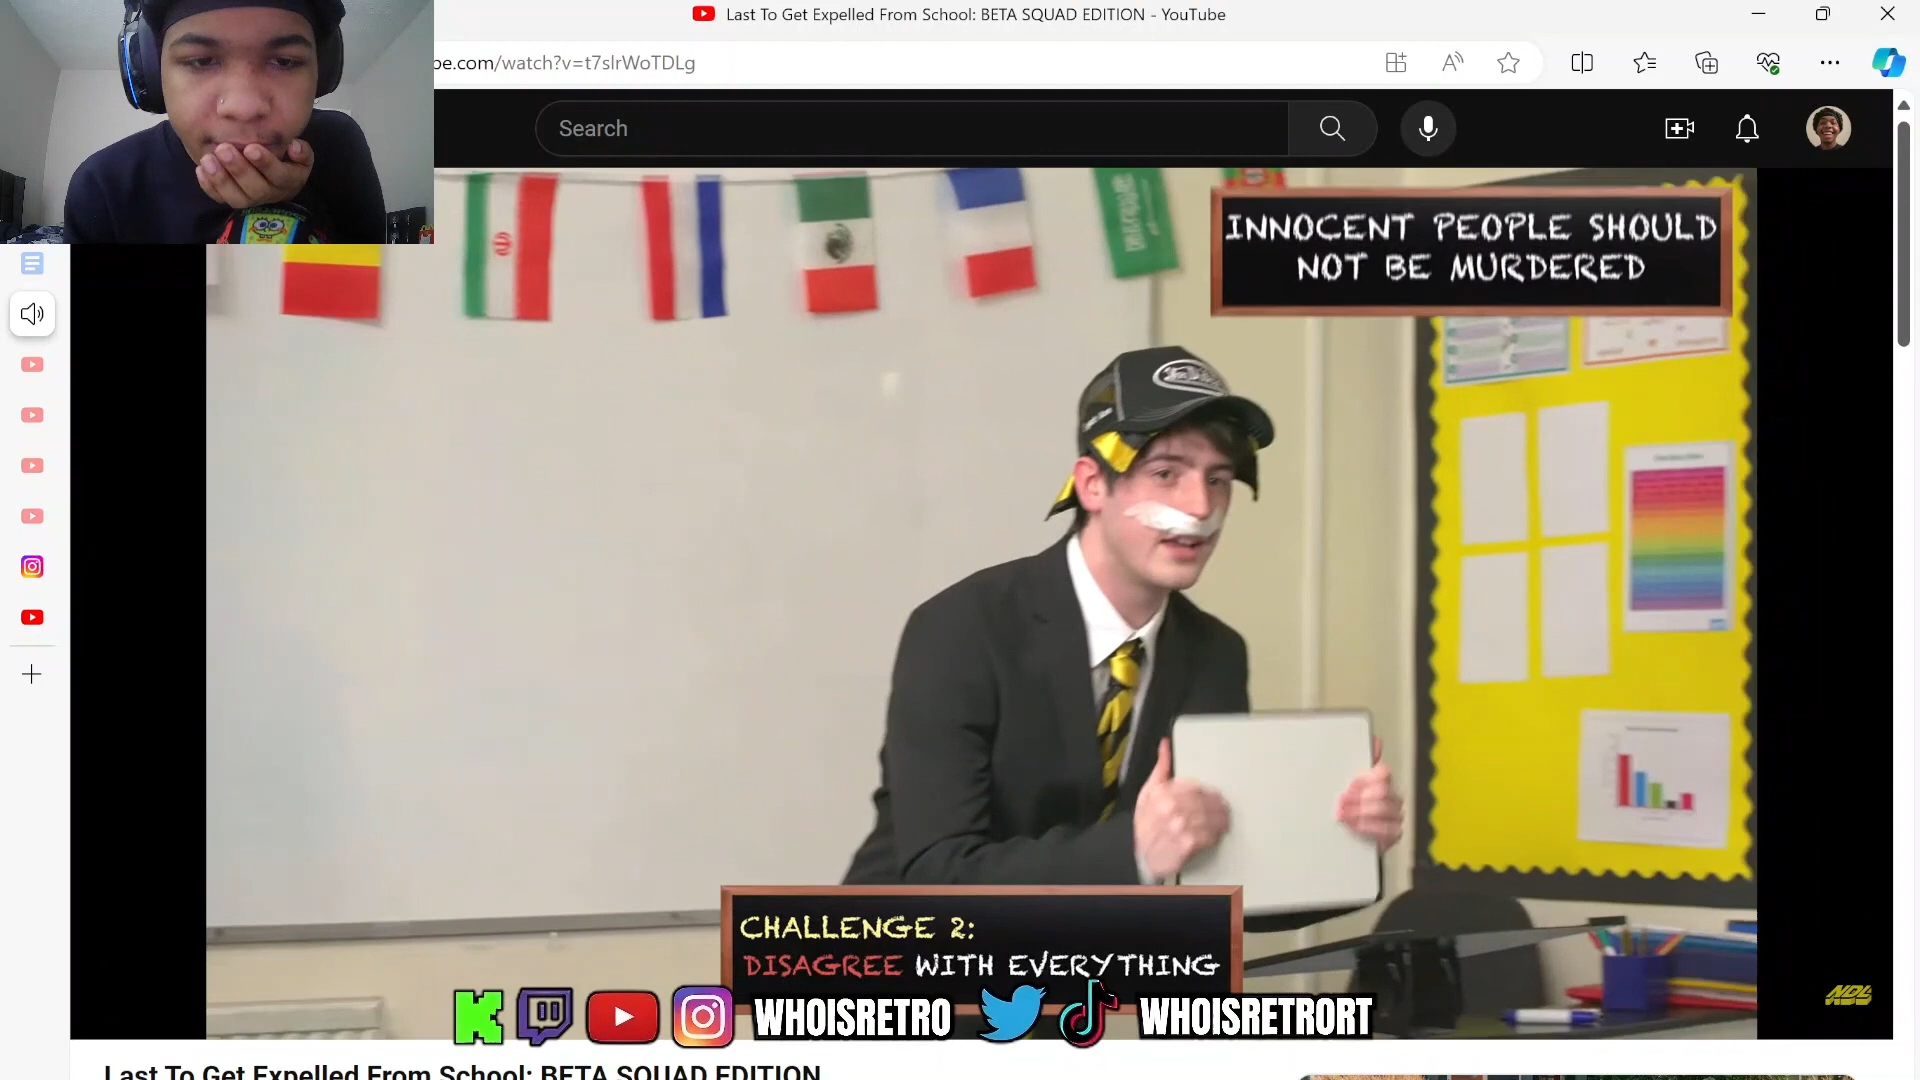 Last To Get Expelled From School: BETA SQUAD EDITION - YouTube
be.com/watch?v=t7slrWoTDLg
Search
INNOCENT PEOPLE SHOULD
NOT BE MURDERED
CHALLENGE 2:
DISAGREE WITH EVERYTHING
WHOISRETRO
WHOISRETRORT
NDL
Last To Get Expelled From School: BETA SQUAD EDITION